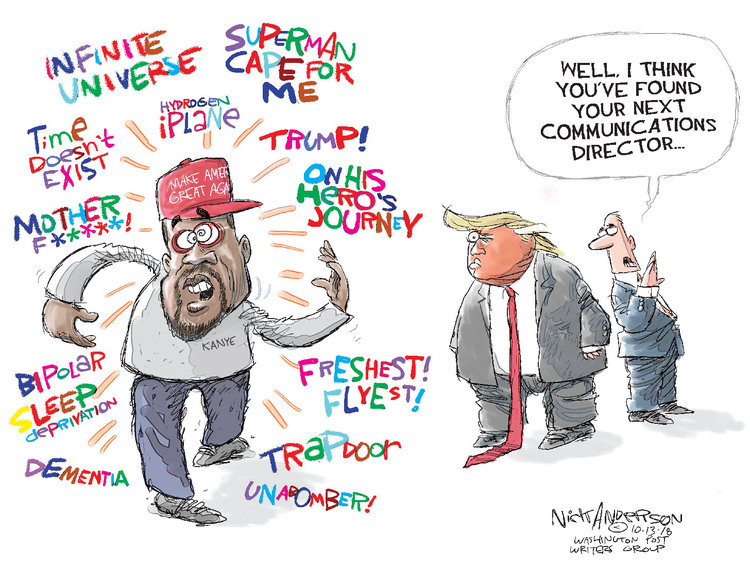 INFINITE
UNIVERSE
SUPERMAN
CAPE FOR
ME
HYDROGEN
iPLANE
Time
Doesn't
EXIST
TRUMP!
ON HIS
HERO'S
JOURNEY
MOTHER
F*****!
MAKE AMER
GREAT AGA
KANYE
BIPOLAR
SLEEP
deprivation
DEMENTIA
FRESHEST!
FLYEST!
TRAPDOOR
UNABOMBER!
WELL, I THINK
YOU'VE FOUND
YOUR NEXT
COMMUNICATIONS
DIRECTOR...
NICK ANDERSON
© 10.13.18
WASHINGTON POST
WRITERS GROUP